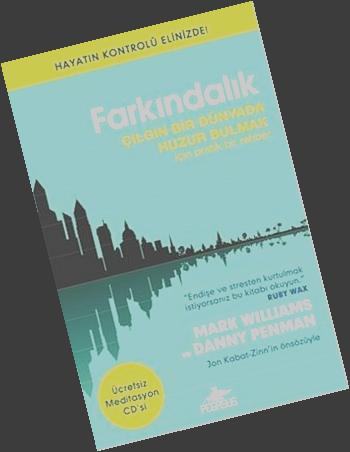 HAYATIN KONTROLÜ ELİNİZDE!
Farkındalık
ÇILGIN BİR DÜNYADA
HUZUR BULMAK
için pratik bir rehber
"Endişe ve stresten kurtulmak
istiyorsanız bu kitabı okuyun."
RUBY WAX
MARK WILLIAMS
ve DANNY PENMAN
Jon Kabat-Zinn'in önsözüyle
Ücretsiz
Meditasyon
CD'si
PEGASUS